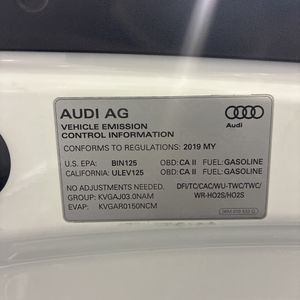 AUDI AG
Audi
VEHICLE EMISSION
CONTROL INFORMATION
CONFORMS TO REGULATIONS: 2019 MY
U.S. EPA: BIN125 OBD: CA II FUEL: GASOLINE
CALIFORNIA: ULEV125 OBD: CA II FUEL: GASOLINE
NO ADJUSTMENTS NEEDED. DFI/TC/CAC/WU-TWC/TWC/
GROUP: KVGAJ03.0NAM WR-HO2S/HO2S
EVAP: KVGAR0150NCM